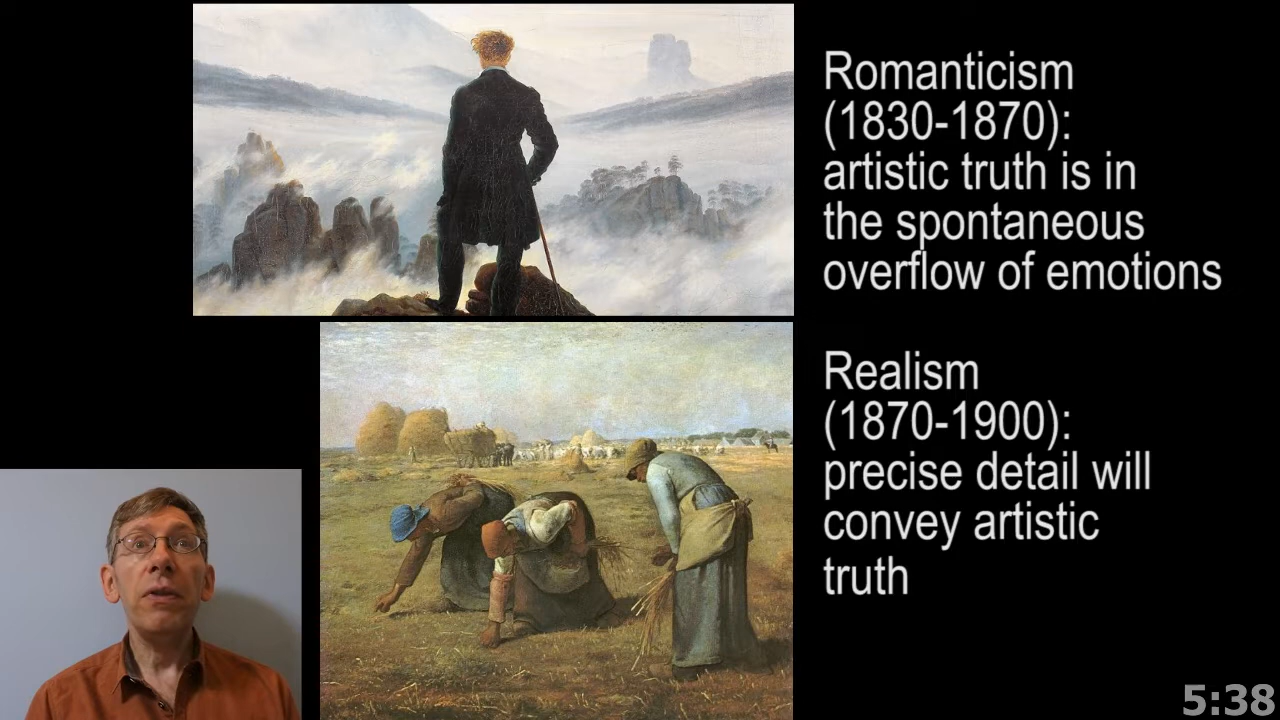 Romanticism
(1830-1870):
artistic truth is in
the spontaneous
overflow of emotions
Realism
(1870-1900):
precise detail will
convey artistic
truth
5:38